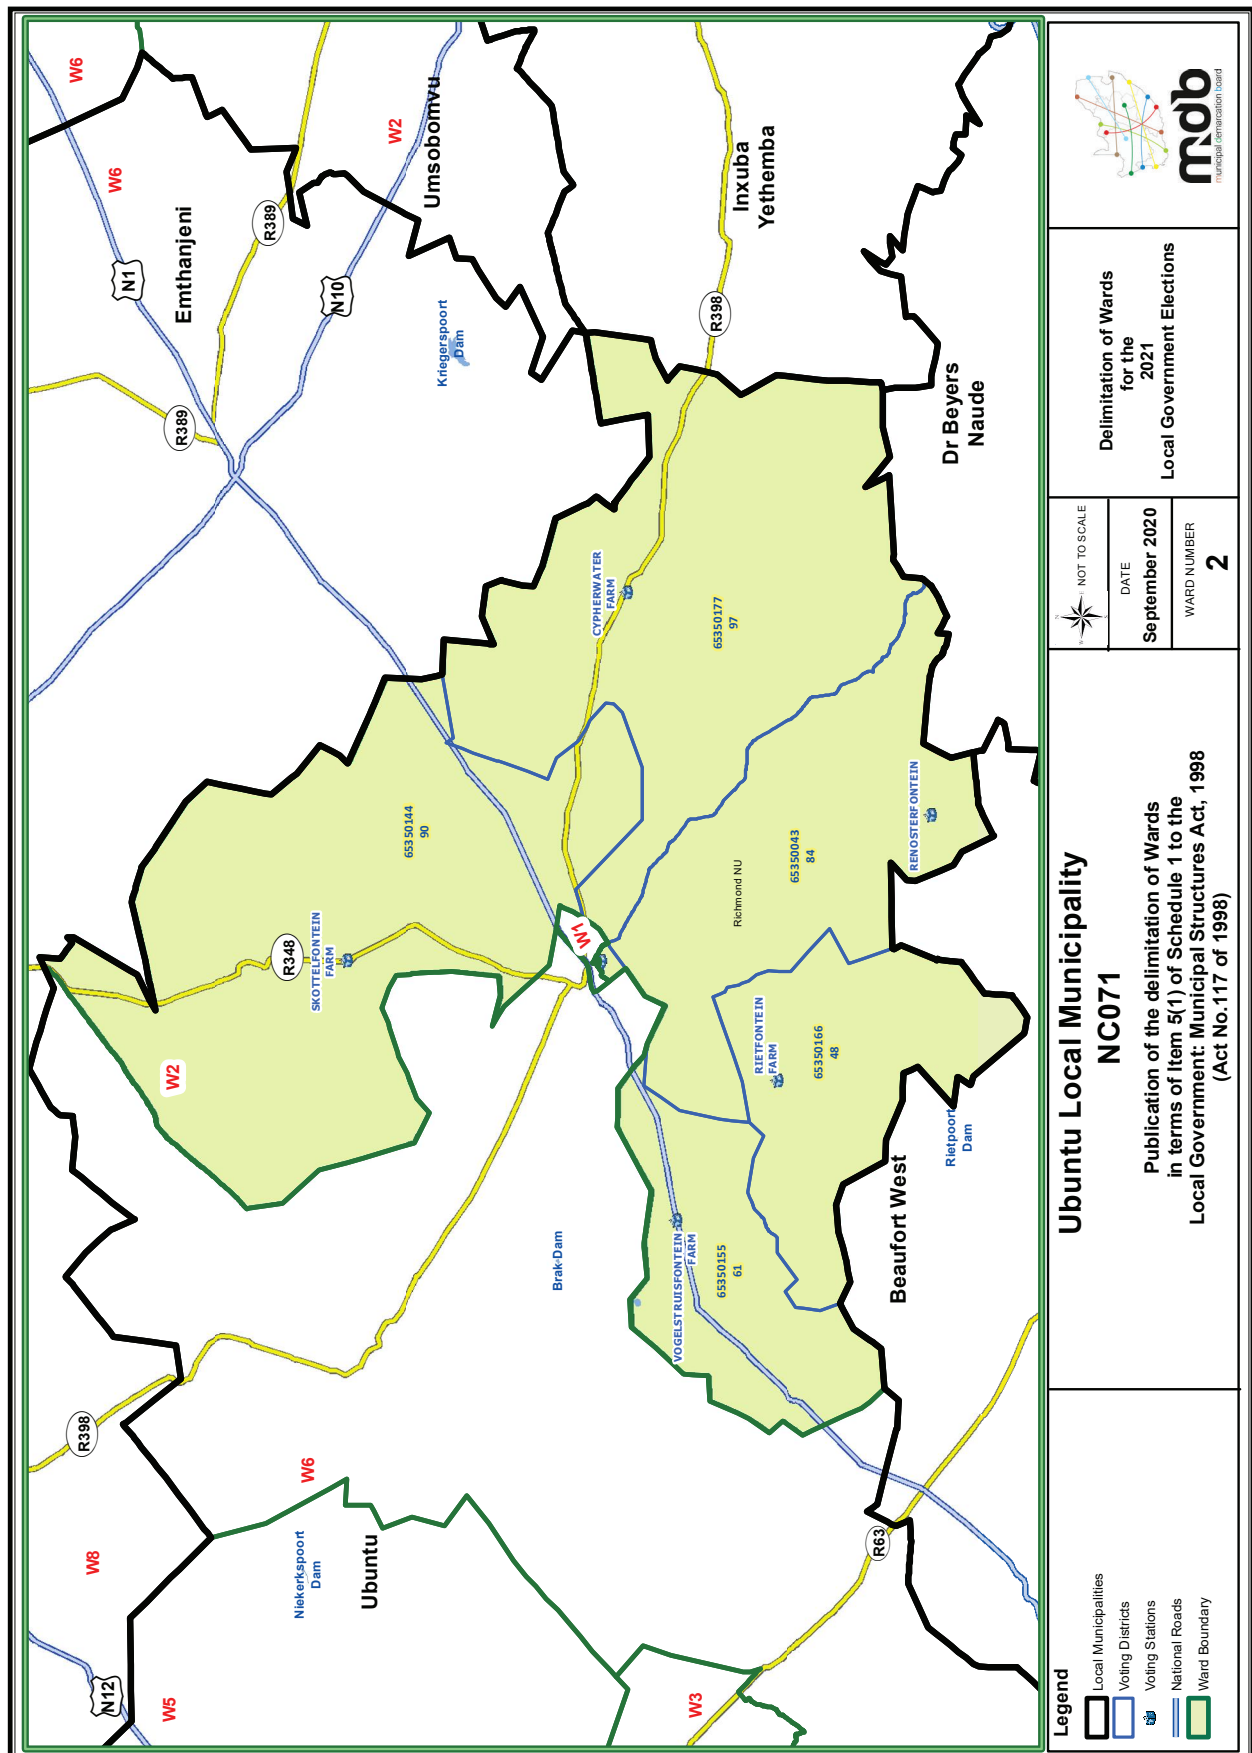 W6
W6
N1
Emthanjeni
R389
R389
N10
W2
Umsobomvu
Kriegerspoort
Dam
Inxuba
Yethemba
R398
Dr Beyers
Naude
CYPHERWATER
FARM
65350177
97
65350144
90
SKOTTELFONTEIN
FARM
R348
W2
W1
Richmond NU
65350043
84
RENOSTERFONTEIN
RIETFONTEIN
FARM
65350166
48
Rietpoort
Dam
Beaufort West
VOGELSTRUISFONTEIN
FARM
65350155
61
Brak Dam
R398
W6
W8
Niekerkspoort
Dam
Ubuntu
N12
W5
W3
R63
Legend
Local Municipalities
Voting Districts
Voting Stations
National Roads
Ward Boundary
Ubuntu Local Municipality
NC071
Publication of the delimitation of Wards
in terms of Item 5(1) of Schedule 1 to the
Local Government: Municipal Structures Act, 1998
(Act No.117 of 1998)
N
W
E
S
NOT TO SCALE
DATE
September 2020
WARD NUMBER
2
Delimitation of Wards
for the
2021
Local Government Elections
mdb
municipal demarcation board